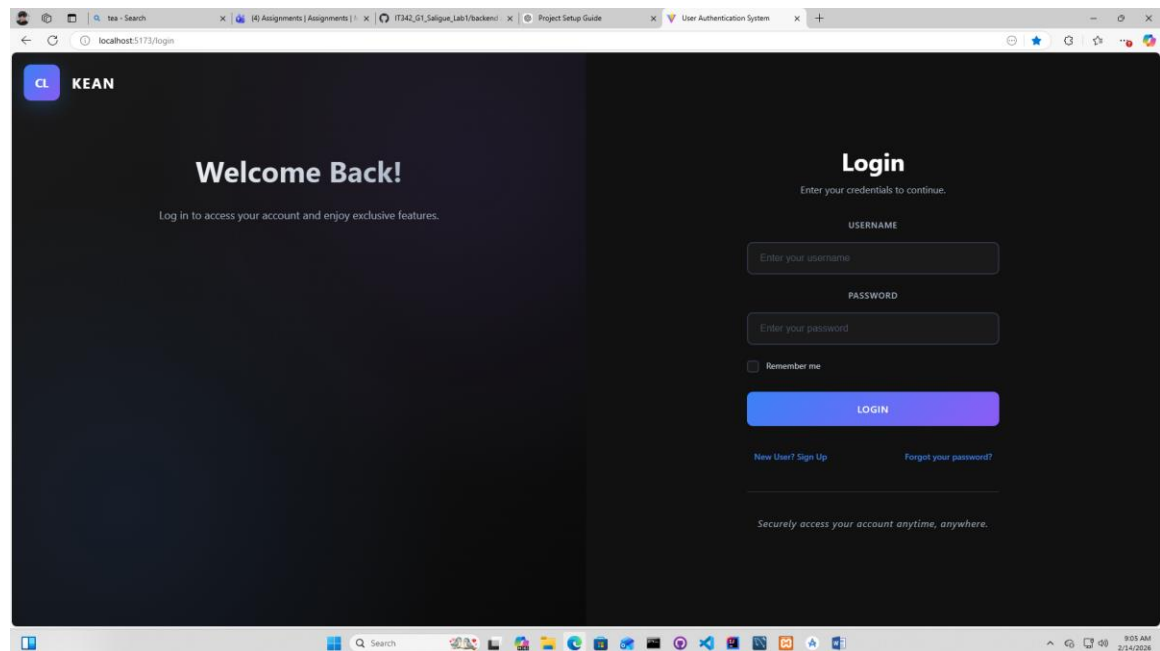 tea - Search
(4) Assignments | Assignments |
IT342_G1_Saligue_Lab1/backend
Project Setup Guide
User Authentication System
localhost:5173/login
CL KEAN
Welcome Back!
Log in to access your account and enjoy exclusive features.
Login
Enter your credentials to continue.
USERNAME
Enter your username
PASSWORD
Enter your password
Remember me
LOGIN
New User? Sign Up Forgot your password?
Securely access your account anytime, anywhere.
Search
9:05 AM
2/14/2026